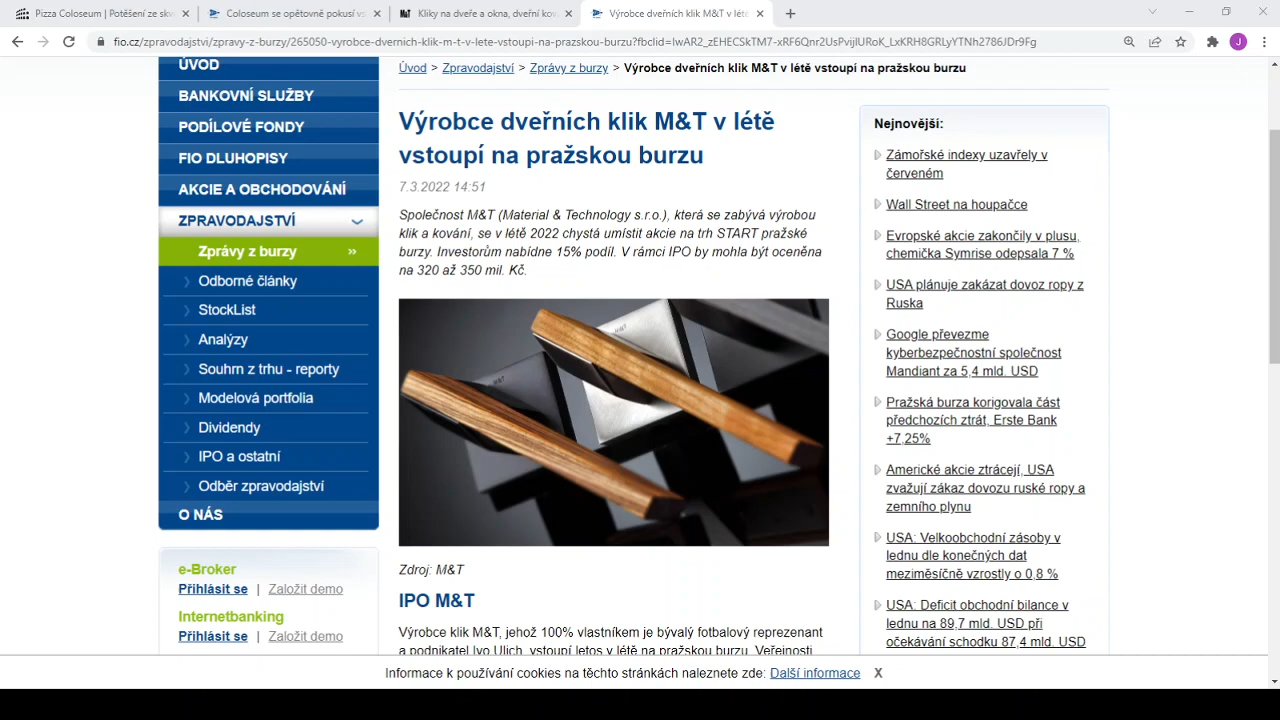 Pizza Coloseum | Potěšení ze skv
Coloseum se opětovně pokusí vs
Kliky na dveře a okna, dveřní kov
Výrobce dveřních klik M&T v létě
fio.cz/zpravodajstvi/zpravy-z-burzy/265050-vyrobce-dvernich-klik-m-t-v-lete-vstoupi-na-prazskou-burzu?fbclid=IwAR2_zEHECSkTM7-xRF6Qnr2UsPvijlURoK_LxKRH8GRLyYTNh2786JDr9Fg
J
ÚVOD
BANKOVNÍ SLUŽBY
PODÍLOVÉ FONDY
FIO DLUHOPISY
AKCIE A OBCHODOVÁNÍ
ZPRAVODAJSTVÍ
Zprávy z burzy »
Odborné články
StockList
Analýzy
Souhrn z trhu - reporty
Modelová portfolia
Dividendy
IPO a ostatní
Odběr zpravodajství
O NÁS
e-Broker
Přihlásit se | Založit demo
Internetbanking
Přihlásit se | Založit demo
Úvod > Zpravodajství > Zprávy z burzy > Výrobce dveřních klik M&T v létě vstoupí na pražskou burzu
Výrobce dveřních klik M&T v létě
vstoupí na pražskou burzu
7.3.2022 14:51
Společnost M&T (Material & Technology s.r.o.), která se zabývá výrobou
klik a kování, se v létě 2022 chystá umístit akcie na trh START pražské
burzy. Investorům nabídne 15% podíl. V rámci IPO by mohla být oceněna
na 320 až 350 mil. Kč.
Zdroj: M&T
IPO M&T
Výrobce klik M&T, jehož 100% vlastníkem je bývalý fotbalový reprezentant
a podnikatel Ivo Ulich, vstoupí letos v létě na pražskou burzu. Veřejnosti
Nejnovější:
Zámořské indexy uzavřely v
červeném
Wall Street na houpačce
Evropské akcie zakončily v plusu,
chemička Symrise odepsala 7 %
USA plánuje zakázat dovoz ropy z
Ruska
Google převezme
kyberbezpečnostní společnost
Mandiant za 5,4 mld. USD
Pražská burza korigovala část
předchozích ztrát, Erste Bank
+7,25%
Americké akcie ztrácejí, USA
zvažují zákaz dovozu ruské ropy a
zemního plynu
USA: Velkoobchodní zásoby v
lednu dle konečných dat
meziměsíčně vzrostly o 0,8 %
USA: Deficit obchodní bilance v
lednu na 89,7 mld. USD při
očekávání schodku 87,4 mld. USD
Informace k používání cookies na těchto stránkách naleznete zde: Další informace X